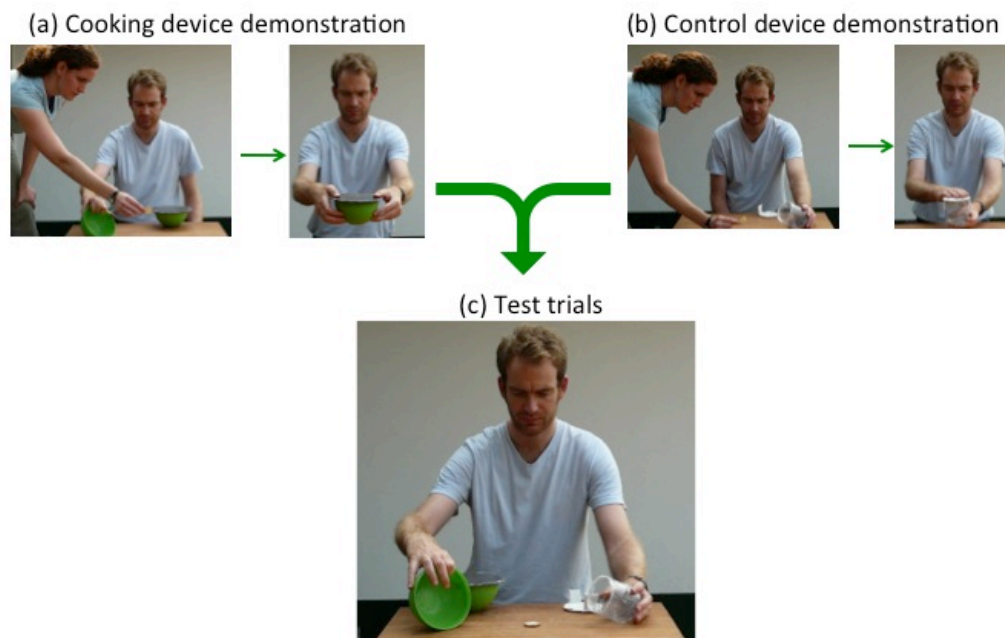 (a) Cooking device demonstration
(b) Control device demonstration
(c) Test trials